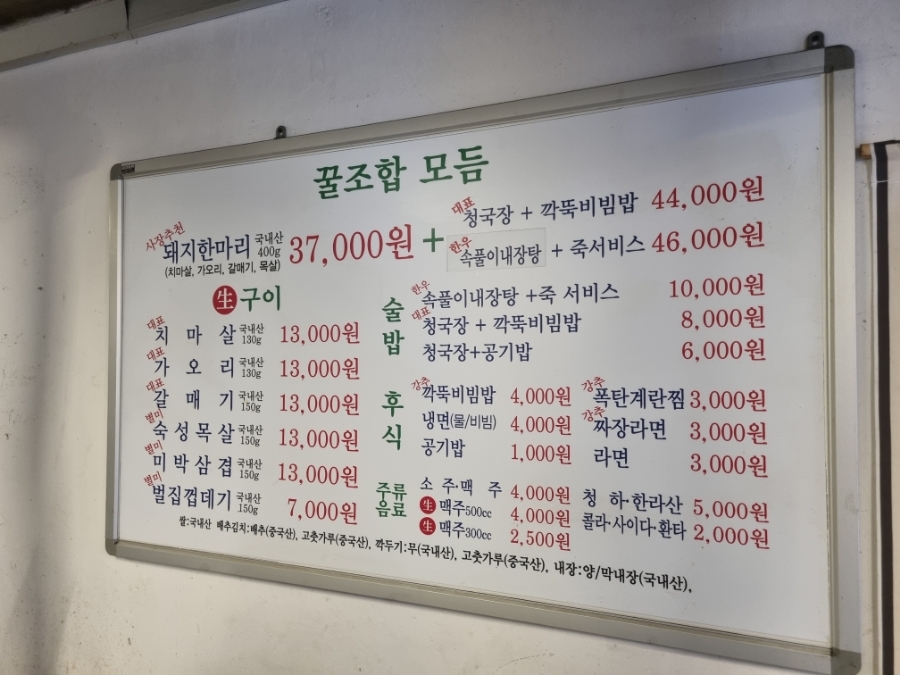 꿀조합 모듬
사장추천
돼지한마리 국내산 400g 37,000원 +
(치마살, 가오리, 갈매기, 목살)
대표 청국장 + 깍뚝비빔밥 44,000원
한우 속풀이내장탕 + 죽서비스 46,000원
生구이
대표 치마살 국내산 130g 13,000원
대표 가오리 국내산 130g 13,000원
대표 갈매기 국내산 150g 13,000원
별미 숙성목살 국내산 150g 13,000원
별미 미박삼겹 국내산 150g 13,000원
별미 벌집껍데기 국내산 150g 7,000원
술밥
한우 속풀이내장탕 +죽 서비스 10,000원
대표 청국장 + 깍뚝비빔밥 8,000원
청국장+공기밥 6,000원
후식
강추 깍뚝비빔밥 4,000원
냉면(물/비빔) 4,000원
공기밥 1,000원
강추 폭탄계란찜 3,000원
강추 짜장라면 3,000원
라면 3,000원
주류
음료
소주·맥주 4,000원
生 맥주500cc 4,000원
生 맥주300cc 2,500원
청하·한라산 5,000원
콜라·사이다·환타 2,000원
쌀:국내산 배추김치:배추(중국산), 고춧가루(중국산), 깍두기:무(국내산), 고춧가루(중국산), 내장:양/막내장(국내산),